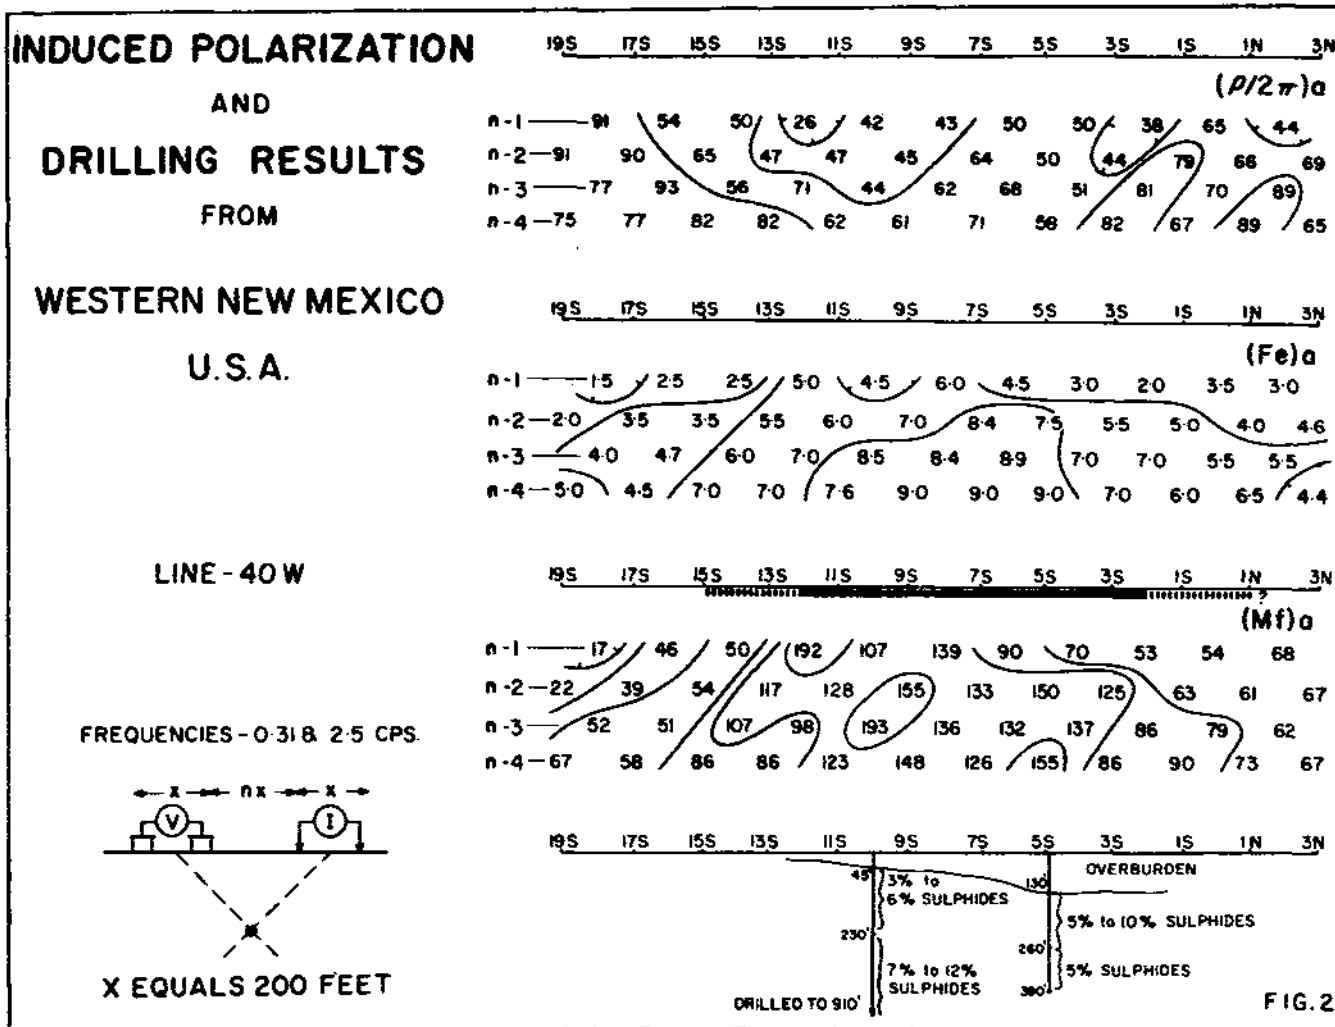 INDUCED POLARIZATION
AND
DRILLING RESULTS
FROM
WESTERN NEW MEXICO
U.S.A.
LINE-40W
FREQUENCIES-0·31 & 2·5 CPS.
x nx x
V I
X EQUALS 200 FEET
19S 17S 15S 13S 11S 9S 7S 5S 3S 1S 1N 3N
(ρ/2π)a
n-1 91 54 50 26 42 43 50 50 38 65 44
n-2 91 90 65 47 47 45 64 50 44 79 66 69
n-3 77 93 56 71 44 62 68 51 81 70 89
n-4 75 77 82 82 62 61 71 58 82 67 89 65
19S 17S 15S 13S 11S 9S 7S 5S 3S 1S 1N 3N
(Fe)a
n-1 1·5 2·5 2·5 5·0 4·5 6·0 4·5 3·0 2·0 3·5 3·0
n-2 2·0 3·5 3·5 5·5 6·0 7·0 8·4 7·5 5·5 5·0 4·0 4·6
n-3 4·0 4·7 6·0 7·0 8·5 8·4 8·9 7·0 7·0 5·5 5·5
n-4 5·0 4·5 7·0 7·0 7·6 9·0 9·0 9·0 7·0 6·0 6·5 4·4
19S 17S 15S 13S 11S 9S 7S 5S 3S 1S 1N 3N
?
(Mf)a
n-1 17 46 50 192 107 139 90 70 53 54 68
n-2 22 39 54 117 128 155 133 150 125 63 61 67
n-3 52 51 107 98 193 136 132 137 86 79 62
n-4 67 58 86 86 123 148 126 155 86 90 73 67
19S 17S 15S 13S 11S 9S 7S 5S 3S 1S 1N 3N
OVERBURDEN
45' 3% to
6% SULPHIDES
130'
5% to 10% SULPHIDES
230'
260'
7% to 12%
SULPHIDES
5% SULPHIDES
DRILLED TO 910'
FIG.2